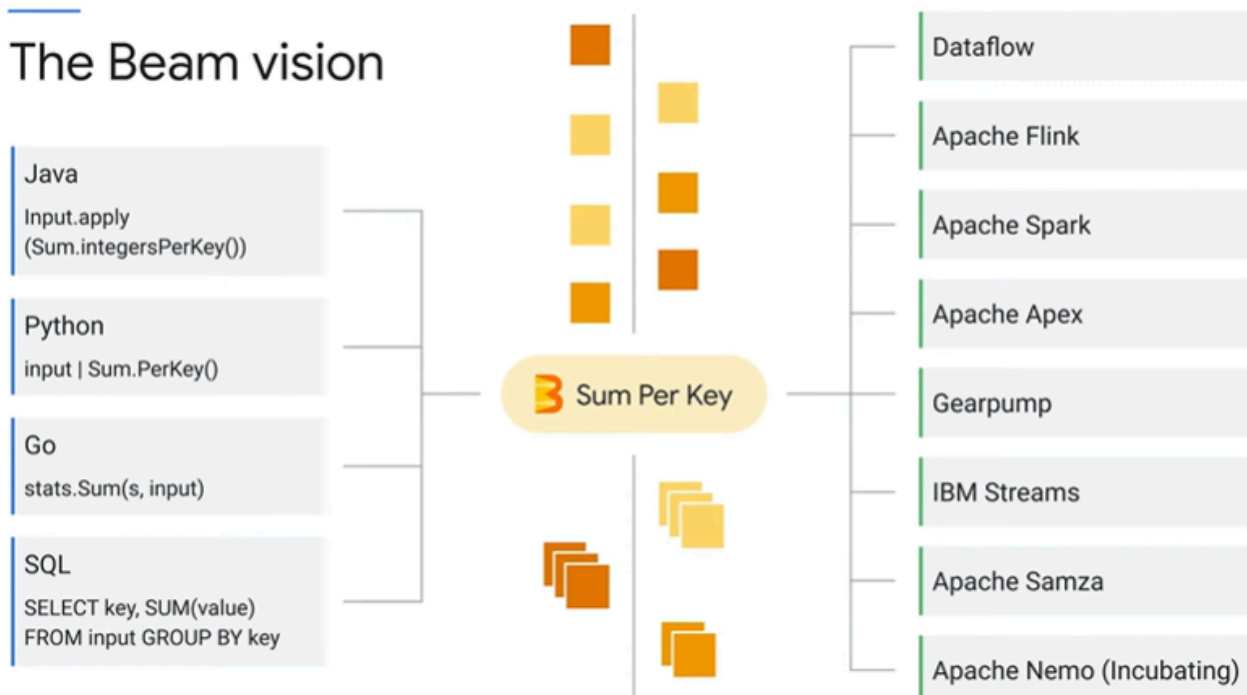 The Beam vision
Java
Input.apply
(Sum.integersPerKey())
Python
input | Sum.PerKey()
Go
stats.Sum(s, input)
SQL
SELECT key, SUM(value)
FROM input GROUP BY key
Sum Per Key
Dataflow
Apache Flink
Apache Spark
Apache Apex
Gearpump
IBM Streams
Apache Samza
Apache Nemo (Incubating)